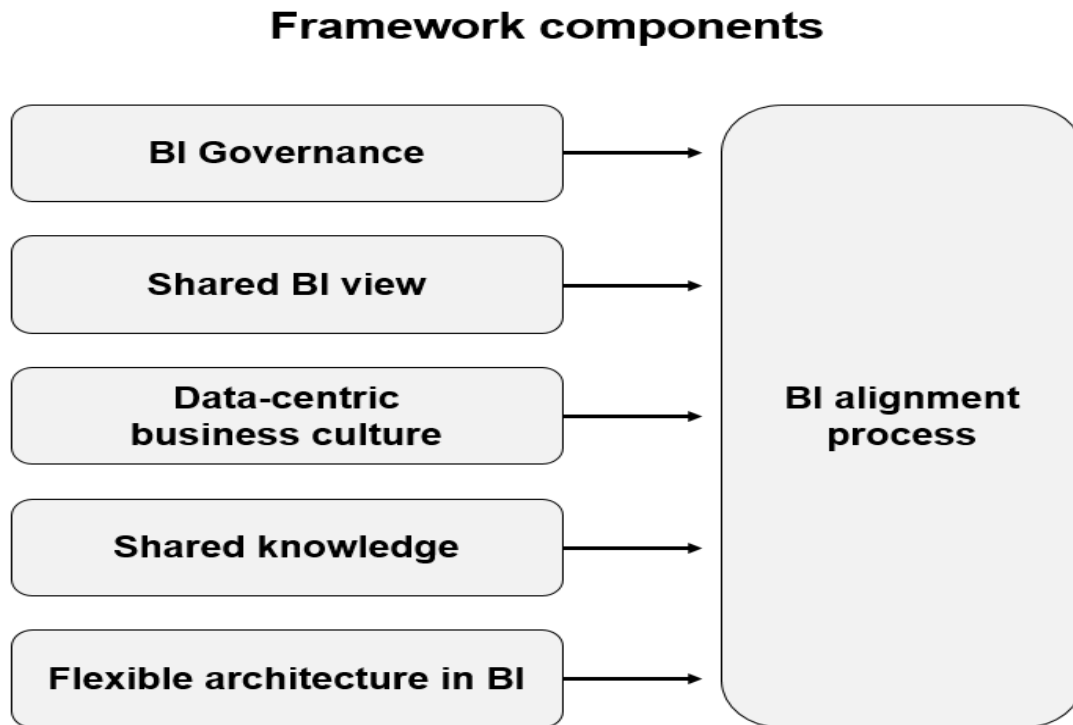 Framework components
BI Governance
Shared BI view
Data-centric
business culture
Shared knowledge
Flexible architecture in BI
BI alignment
process